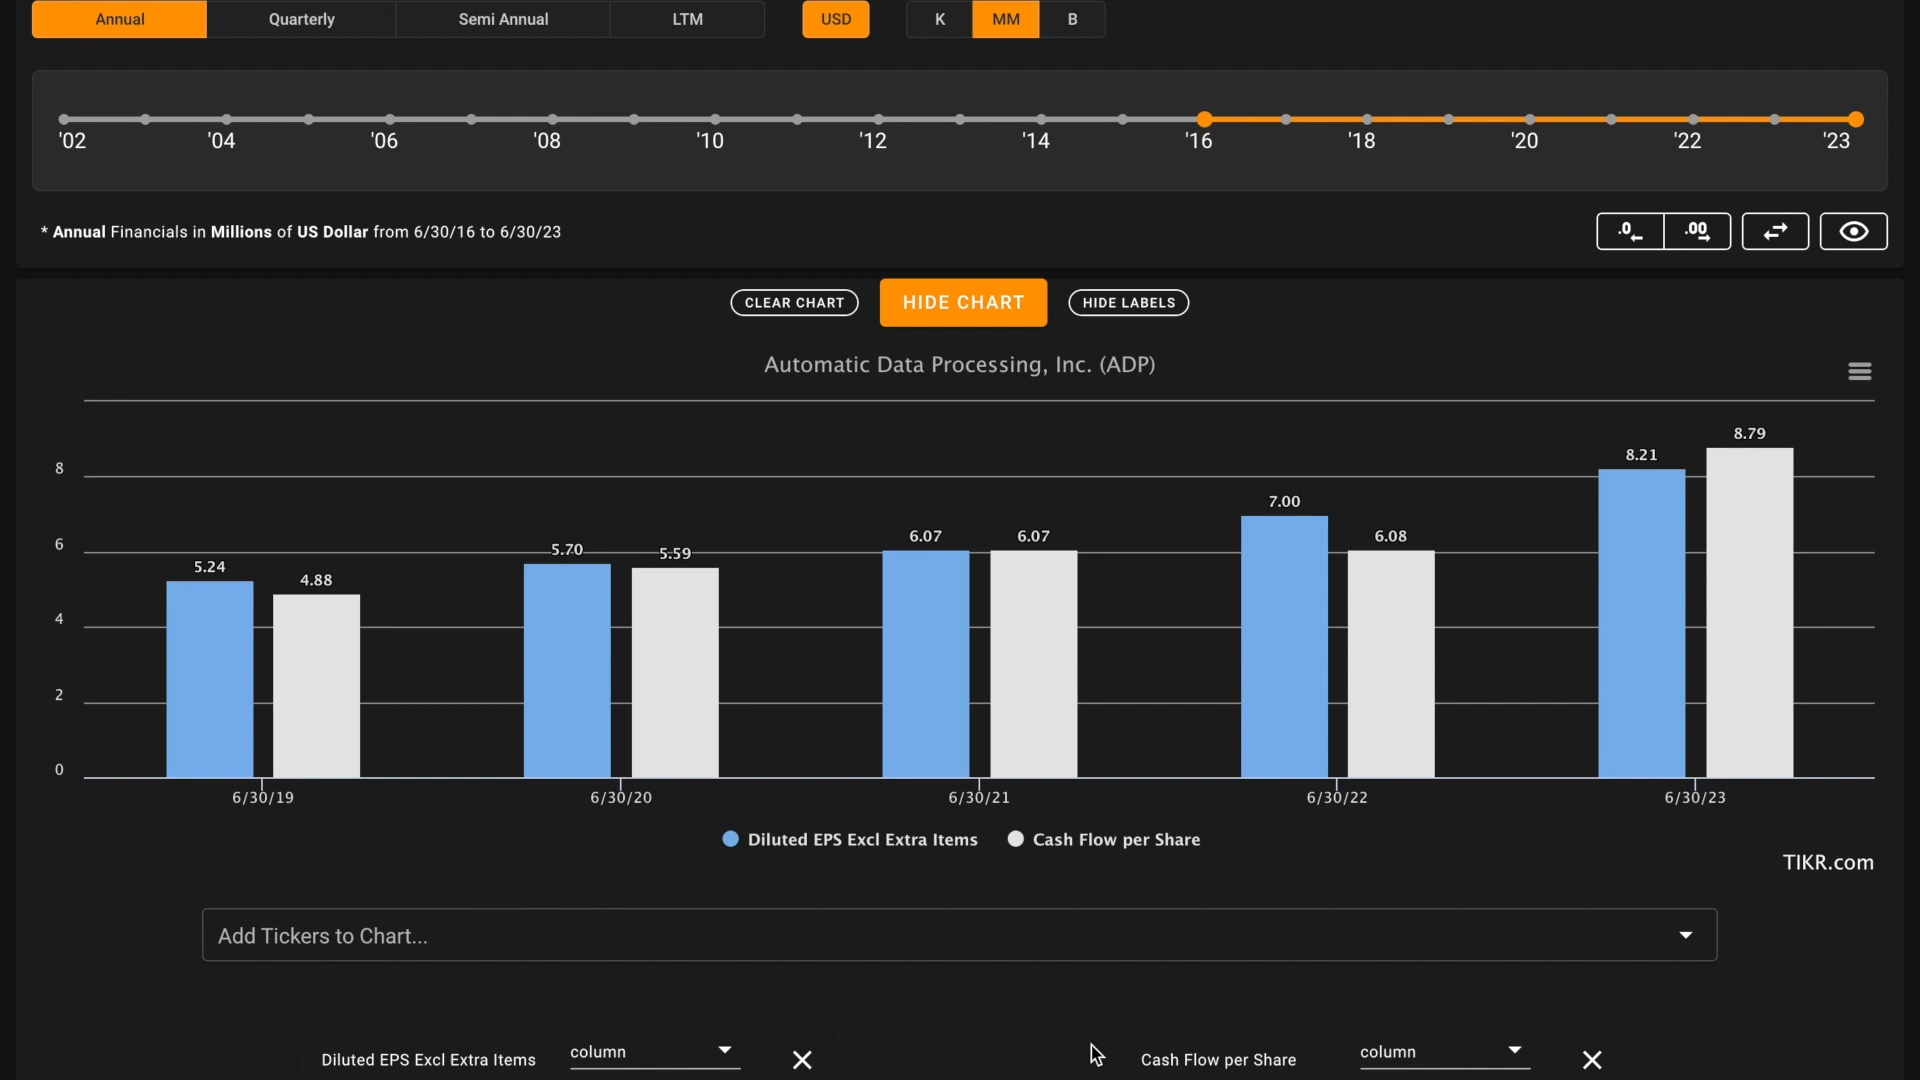 Annual Quarterly Semi Annual LTM USD K MM B
'02 '04 '06 '08 '10 '12 '14 '16 '18 '20 '22 '23
* Annual Financials in Millions of US Dollar from 6/30/16 to 6/30/23 .0 .00
CLEAR CHART HIDE CHART HIDE LABELS
Automatic Data Processing, Inc. (ADP)
8.79
8.21
8
7.00
6.07 6.07 6.08
6
5.70 5.59
5.24 4.88
4
2
0
6/30/19 6/30/20 6/30/21 6/30/22 6/30/23
Diluted EPS Excl Extra Items Cash Flow per Share
TIKR.com
Add Tickers to Chart...
Diluted EPS Excl Extra Items column Cash Flow per Share column